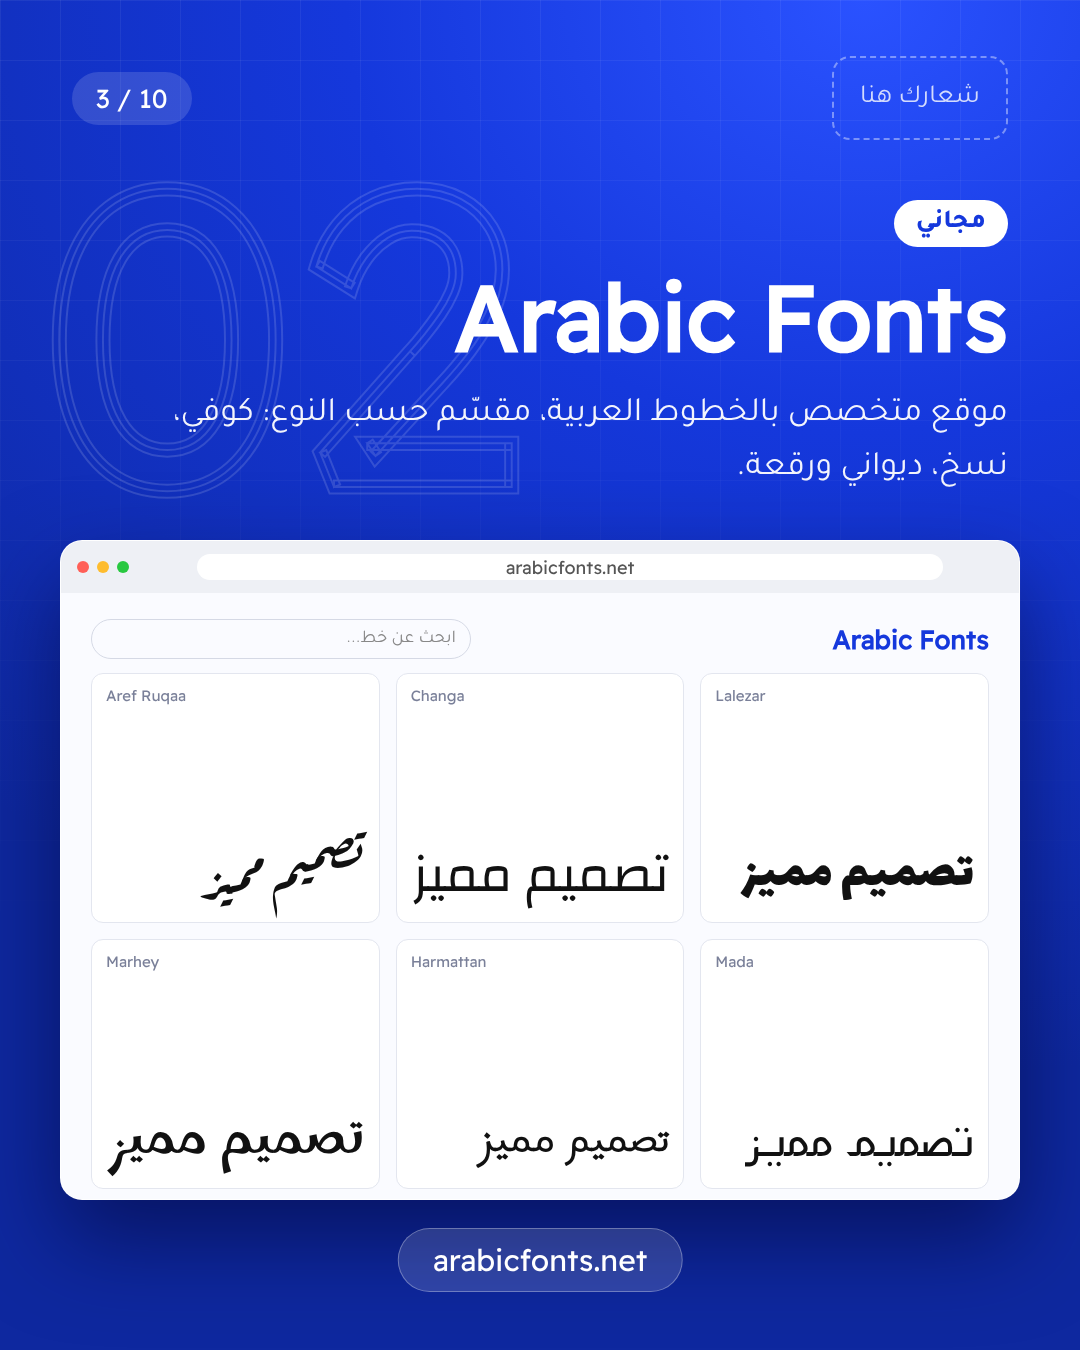 شعارك هنا
3 / 10
02
مجاني
Arabic Fonts
موقع متخصص بالخطوط العربية، مقسّم حسب النوع: كوفي،
نسخ، ديواني ورقعة.
arabicfonts.net
Arabic Fonts
ابحث عن خط...
Lalezar
تصميم مميز
Changa
تصميم مميز
Aref Ruqaa
تصميم مميز
Mada
تصميم مميز
Harmattan
تصميم مميز
Marhey
تصميم مميز
arabicfonts.net